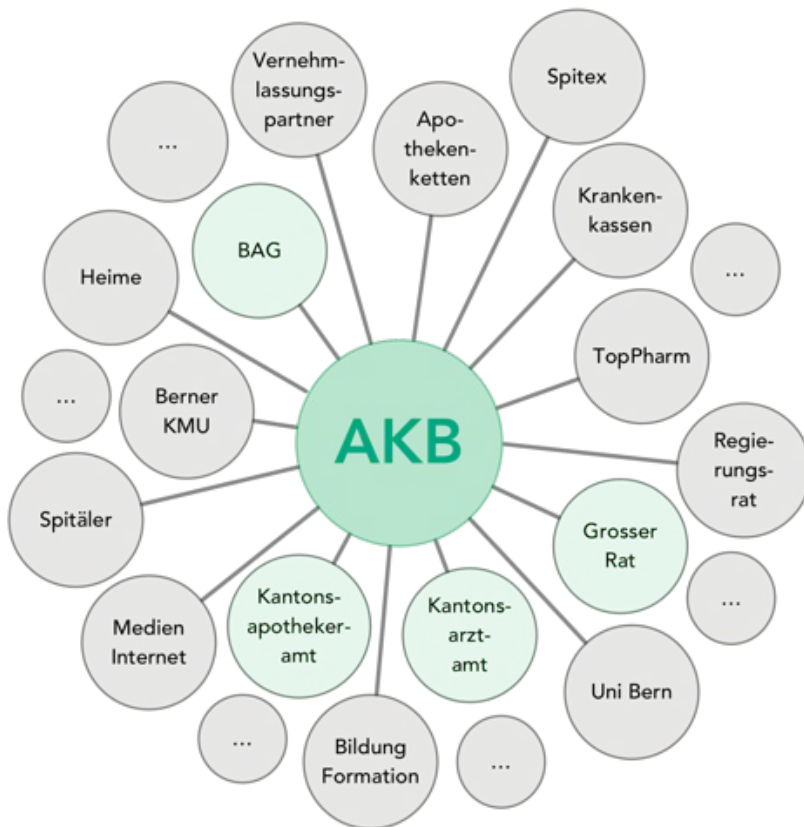 Vernehm-
lassungs-
partner
Spitex
Apo-
theken-
ketten
...
Kranken-
kassen
BAG
Heime
...
TopPharm
...
Berner
KMU
AKB
Regie-
rungs-
rat
Spitäler
Grosser
Rat
...
Medien
Internet
Kantons-
apotheker-
amt
Kantons-
arzt-
amt
Uni Bern
...
Bildung
Formation
...